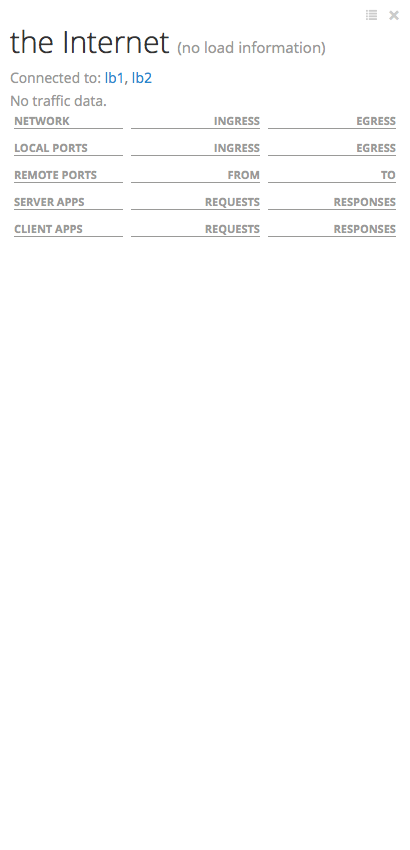 the Internet (no load information)
Connected to: lb1, lb2
No traffic data.
NETWORK INGRESS EGRESS
LOCAL PORTS INGRESS EGRESS
REMOTE PORTS FROM TO
SERVER APPS REQUESTS RESPONSES
CLIENT APPS REQUESTS RESPONSES